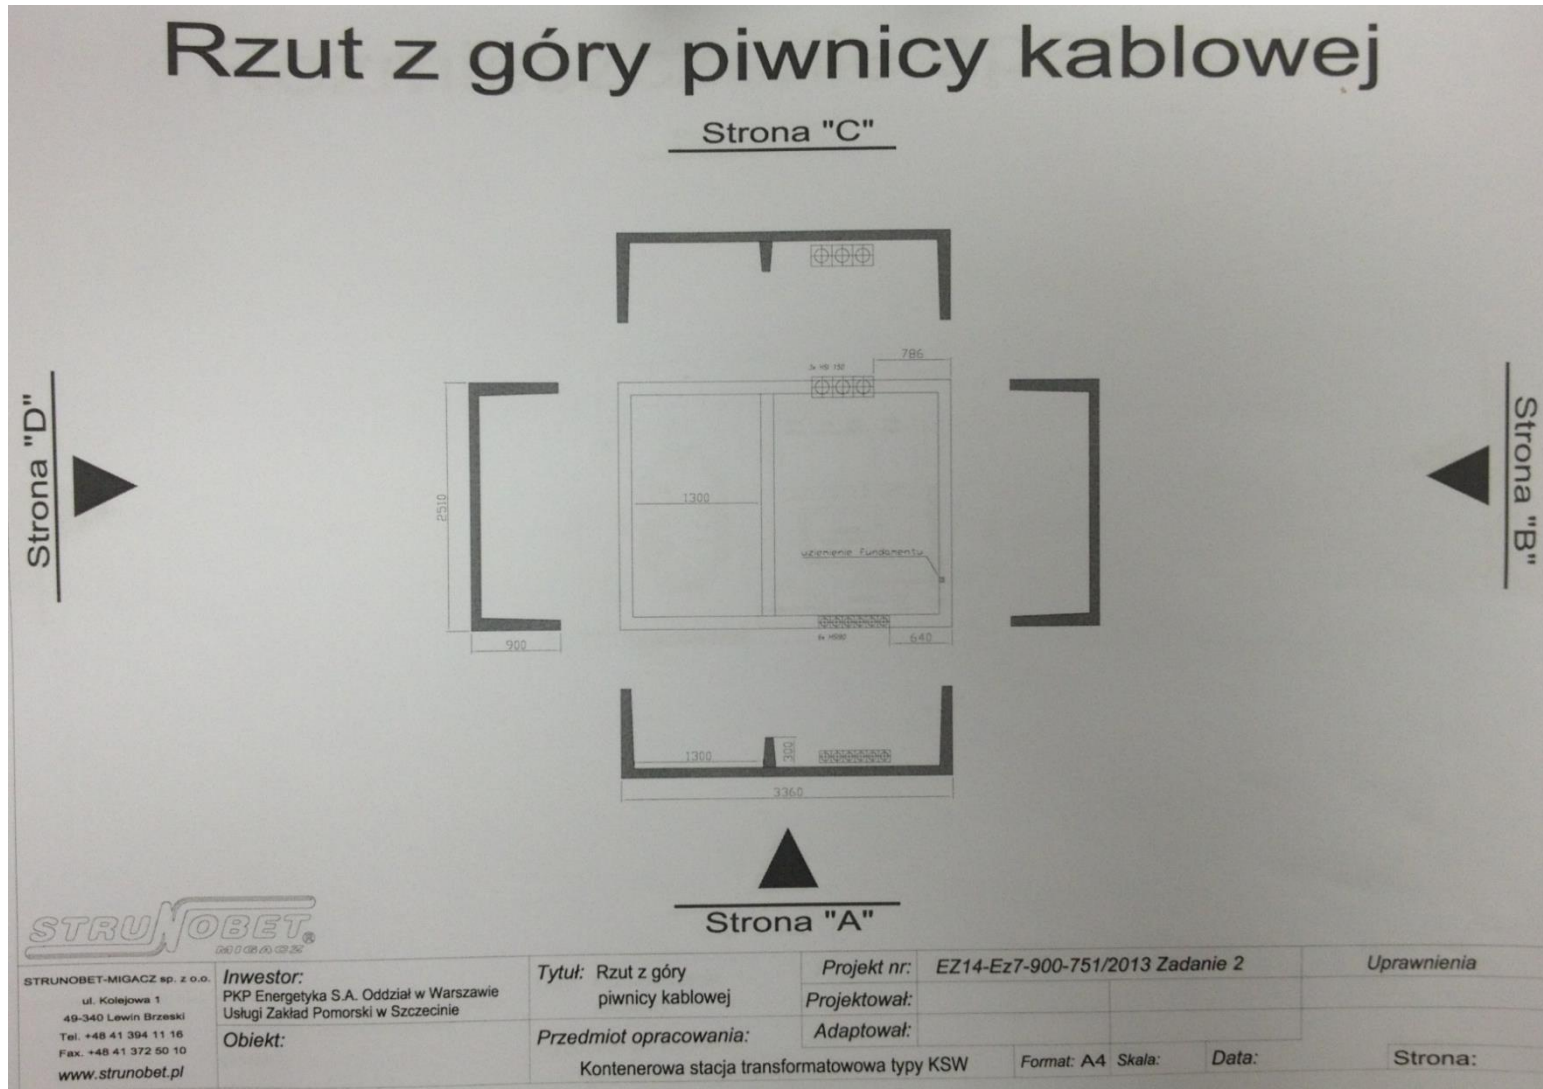 Rzut z góry piwnicy kablowej
Strona "C"
Strona "D"
Strona "B"
786
3x HSI 150
2510
1300
uziemienie fundamentu
900
640
1300
300
3360
Strona "A"
STRUNOBET®
MIGACZ
STRUNOBET-MIGACZ sp. z o.o.
ul. Kolejowa 1
49-340 Lewin Brzeski
Tel. +48 41 394 11 16
Fax. +48 41 372 50 10
www.strunobet.pl
Inwestor:
PKP Energetyka S.A. Oddział w Warszawie
Usługi Zakład Pomorski w Szczecinie
Obiekt:
Tytuł: Rzut z góry
piwnicy kablowej
Przedmiot opracowania:
Kontenerowa stacja transformatowa typy KSW
Projekt nr: EZ14-Ez7-900-751/2013 Zadanie 2
Projektował:
Adaptował:
Uprawnienia
Format: A4 Skala: Data: Strona: